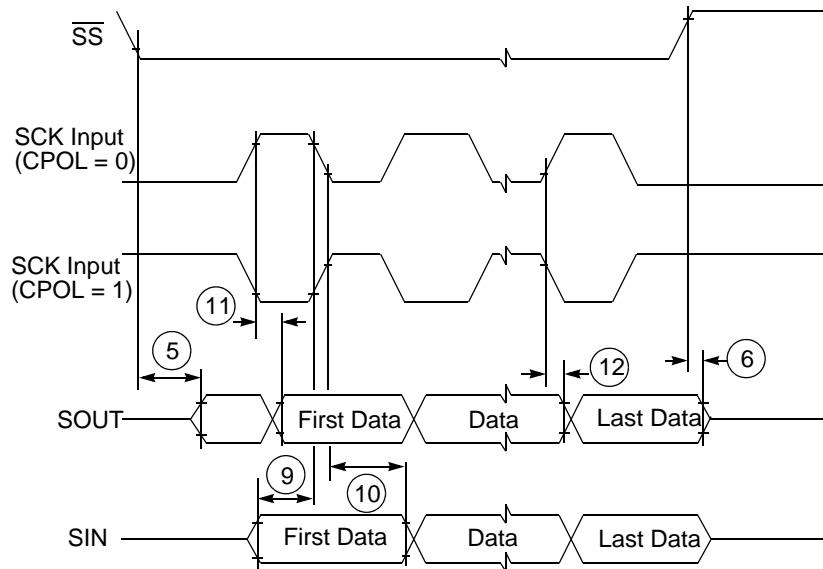 SS
SCK Input
(CPOL = 0)
SCK Input
(CPOL = 1)
11
5
12
6
SOUT
First Data
Data
Last Data
9
10
SIN
First Data
Data
Last Data